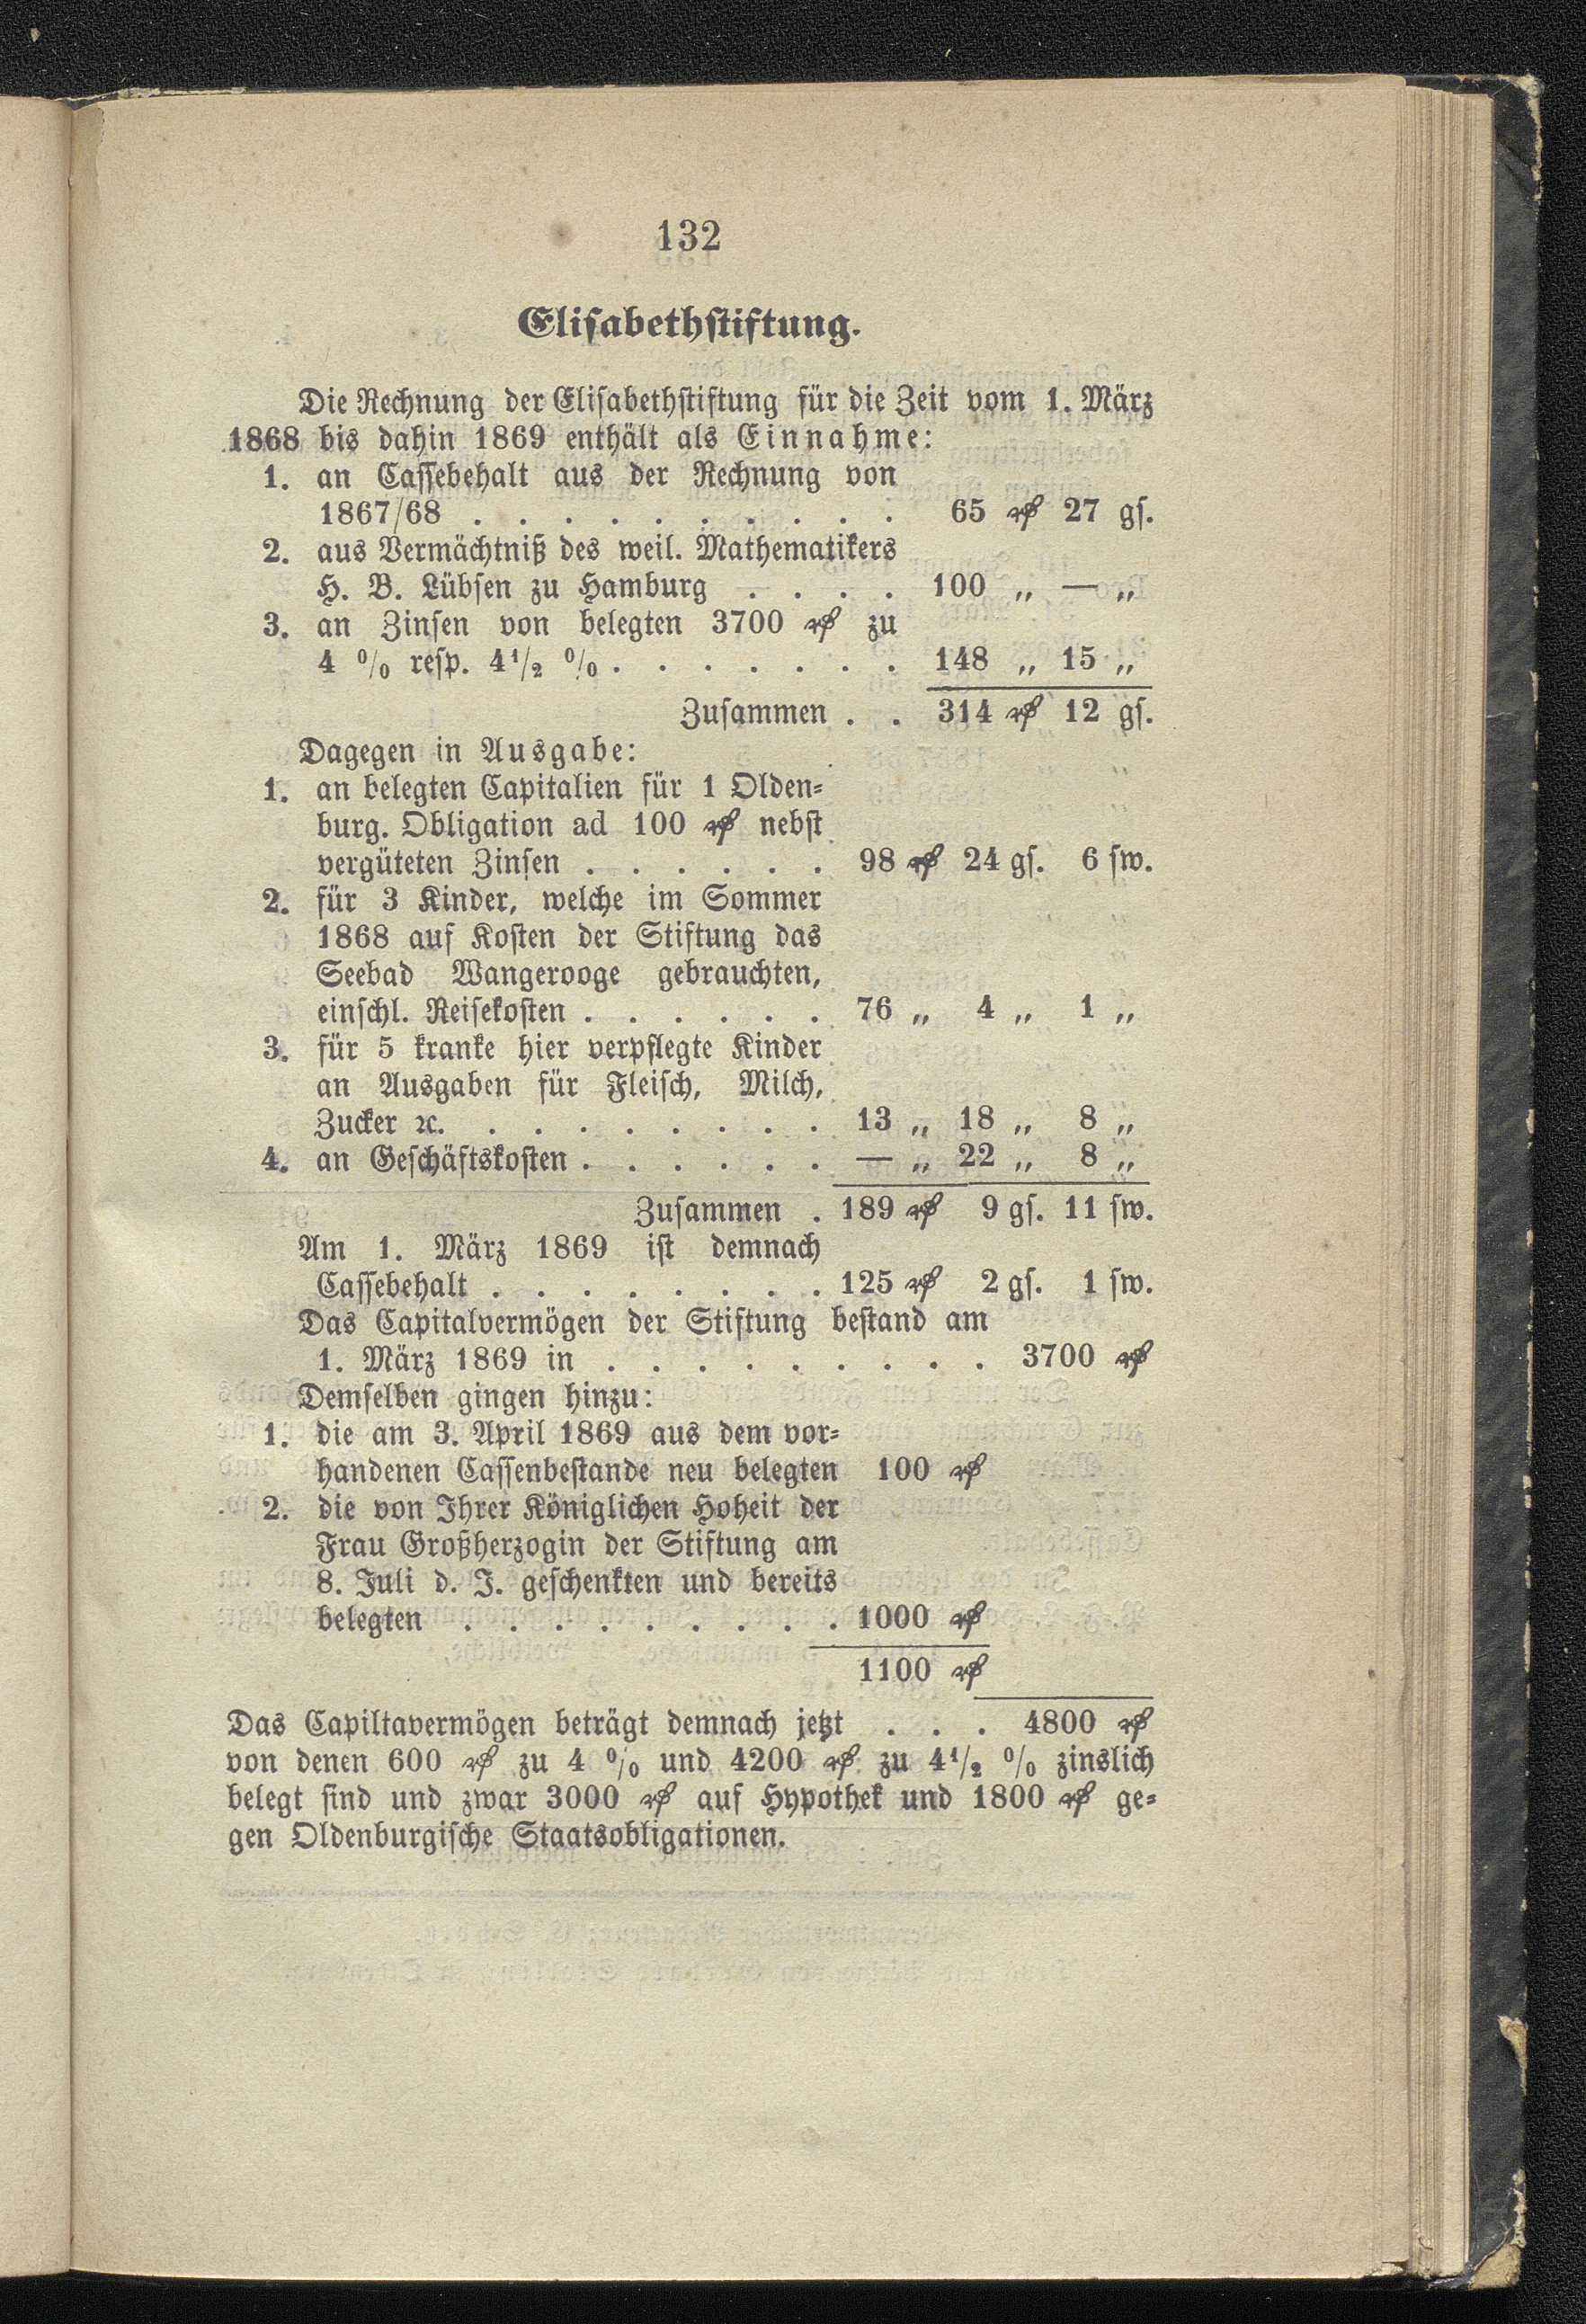 132
Elisabethstiftung.
Die Rechnung der Elisabethstiftung für die Zeit vom 1. März
1868 bis dahin 1869 enthält als Einnahme:
1. an Cassebehalt aus der Rechnung von
1867/68 . . . . . . . . . . 65 ₰ 27 gs.
2. aus Vermächtniß des weil. Mathematikers
H. B. Lübsen zu Hamburg . . . . 100 „ — „
3. an Zinsen von belegten 3700 ₰ zu
4 % resp. 4½ % . . . . . . . 148 „ 15 „
Zusammen . . 314 ₰ 12 gs.
Dagegen in Ausgabe:
1. an belegten Capitalien für 1 Olden-
burg. Obligation ad 100 ₰ nebst
vergüteten Zinsen . . . . . . 98 ₰ 24 gs. 6 sw.
2. für 3 Kinder, welche im Sommer
1868 auf Kosten der Stiftung das
Seebad Wangerooge gebrauchten,
einschl. Reisekosten . . . . . . 76 „ 4 „ 1 „
3. für 5 kranke hier verpflegte Kinder
an Ausgaben für Fleisch, Milch,
Zucker ꝛc. . . . . . . . . 13 „ 18 „ 8 „
4. an Geschäftskosten . . . . . . — „ 22 „ 8 „
Zusammen . 189 ₰ 9 gs. 11 sw.
Am 1. März 1869 ist demnach
Cassebehalt . . . . . . . . 125 ₰ 2 gs. 1 sw.
Das Capitalvermögen der Stiftung bestand am
1. März 1869 in . . . . . . . . . 3700 ₰
Demselben gingen hinzu:
1. die am 3. April 1869 aus dem vor-
handenen Cassenbestande neu belegten 100 ₰
2. die von Ihrer Königlichen Hoheit der
Frau Großherzogin der Stiftung am
8. Juli d. J. geschenkten und bereits
belegten . . . . . . . . . 1000 ₰
1100 ₰
Das Capiltavermögen beträgt demnach jetzt . . . 4800 ₰
von denen 600 ₰ zu 4 % und 4200 ₰ zu 4½ % zinslich
belegt sind und zwar 3000 ₰ auf Hypothek und 1800 ₰ ge-
gen Oldenburgische Staatsobligationen.